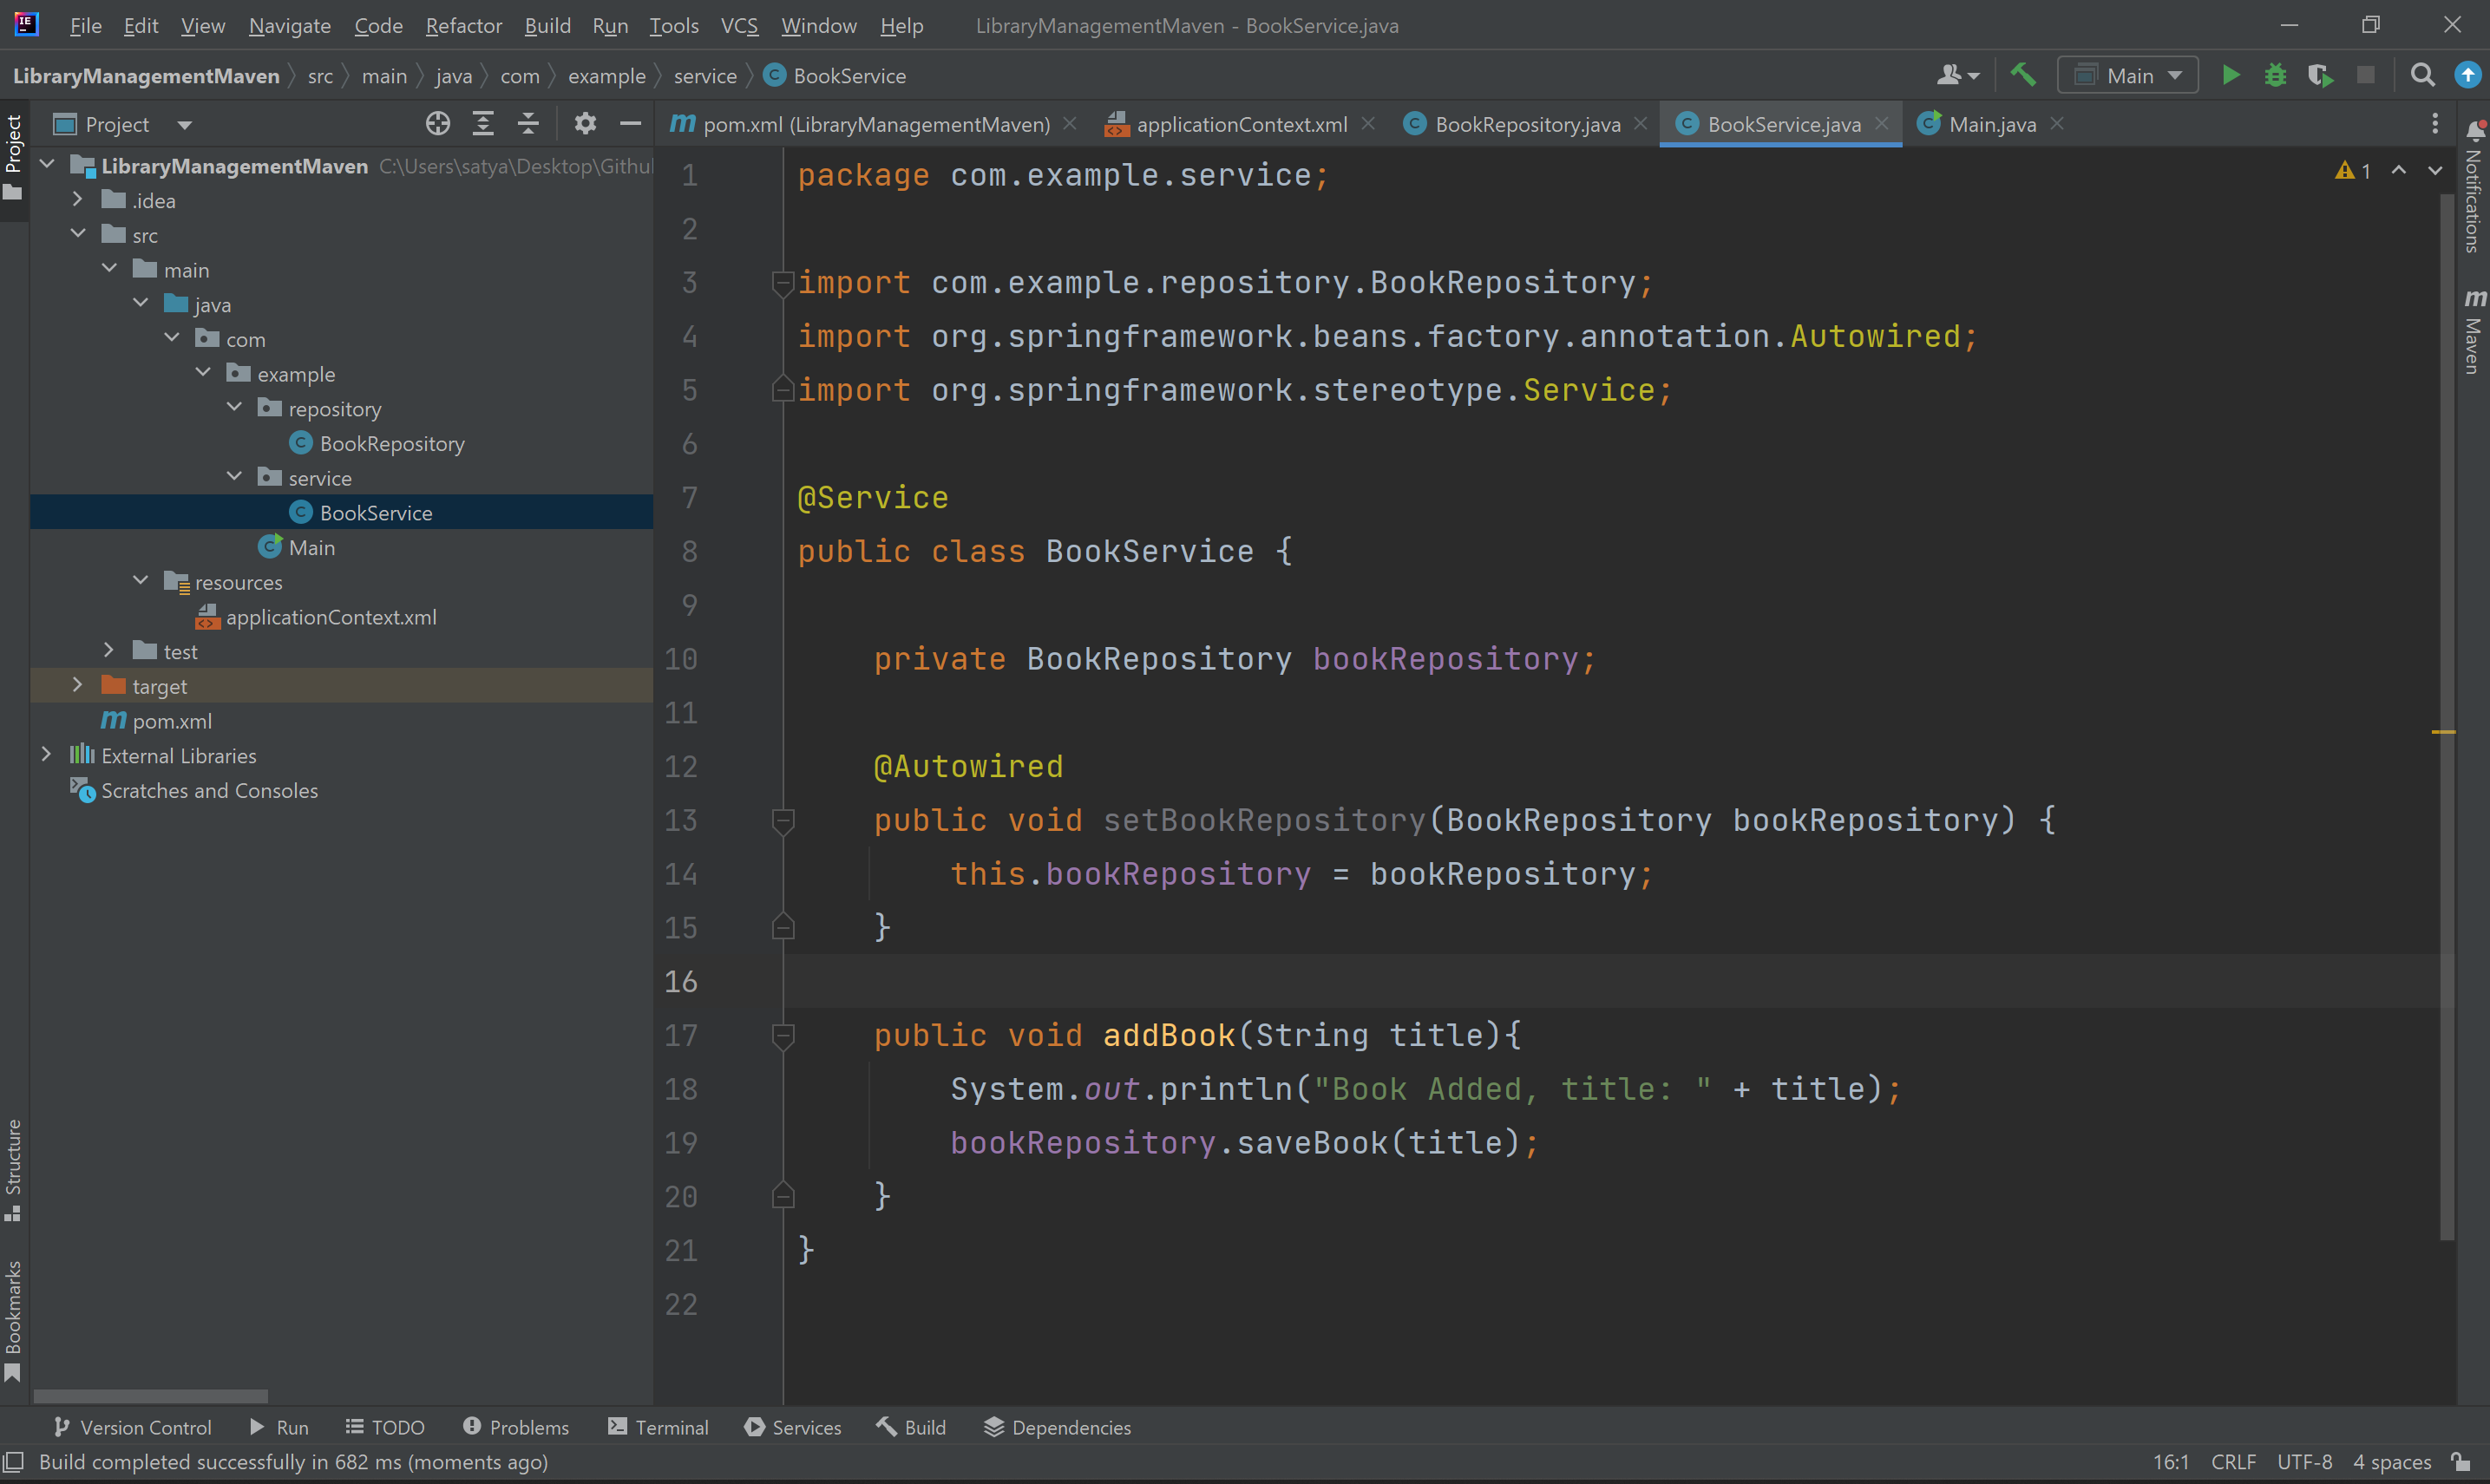 File Edit View Navigate Code Refactor Build Run Tools VCS Window Help LibraryManagementMaven - BookService.java
LibraryManagementMaven src main java com example service BookService Main
Project
pom.xml (LibraryManagementMaven) applicationContext.xml BookRepository.java BookService.java Main.java
Project
LibraryManagementMaven C:\Users\satya\Desktop\Githu
.idea
src
main
java
com
example
repository
BookRepository
service
BookService
Main
resources
applicationContext.xml
test
target
pom.xml
External Libraries
Scratches and Consoles
Structure
Bookmarks
1 package com.example.service;
2
3 import com.example.repository.BookRepository;
4 import org.springframework.beans.factory.annotation.Autowired;
5 import org.springframework.stereotype.Service;
6
7 @Service
8 public class BookService {
9
10 private BookRepository bookRepository;
11
12 @Autowired
13 public void setBookRepository(BookRepository bookRepository) {
14 this.bookRepository = bookRepository;
15 }
16
17 public void addBook(String title){
18 System.out.println("Book Added, title: " + title);
19 bookRepository.saveBook(title);
20 }
21 }
22
1
Notifications
Maven
Version Control Run TODO Problems Terminal Services Build Dependencies
Build completed successfully in 682 ms (moments ago) 16:1 CRLF UTF-8 4 spaces